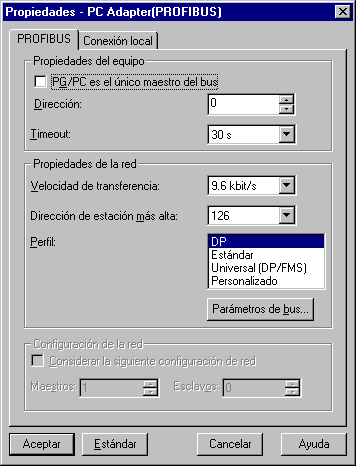 Propiedades - PC Adapter(PROFIBUS)
PROFIBUS Conexión local
Propiedades del equipo
PG/PC es el único maestro del bus
Dirección: 0
Timeout: 30 s
Propiedades de la red
Velocidad de transferencia: 9.6 kbit/s
Dirección de estación más alta: 126
Perfil: DP
Estándar
Universal (DP/FMS)
Personalizado
Parámetros de bus...
Configuración de la red
Considerar la siguiente configuración de red
Maestros: 1 Esclavos: 0
Aceptar Estándar Cancelar Ayuda